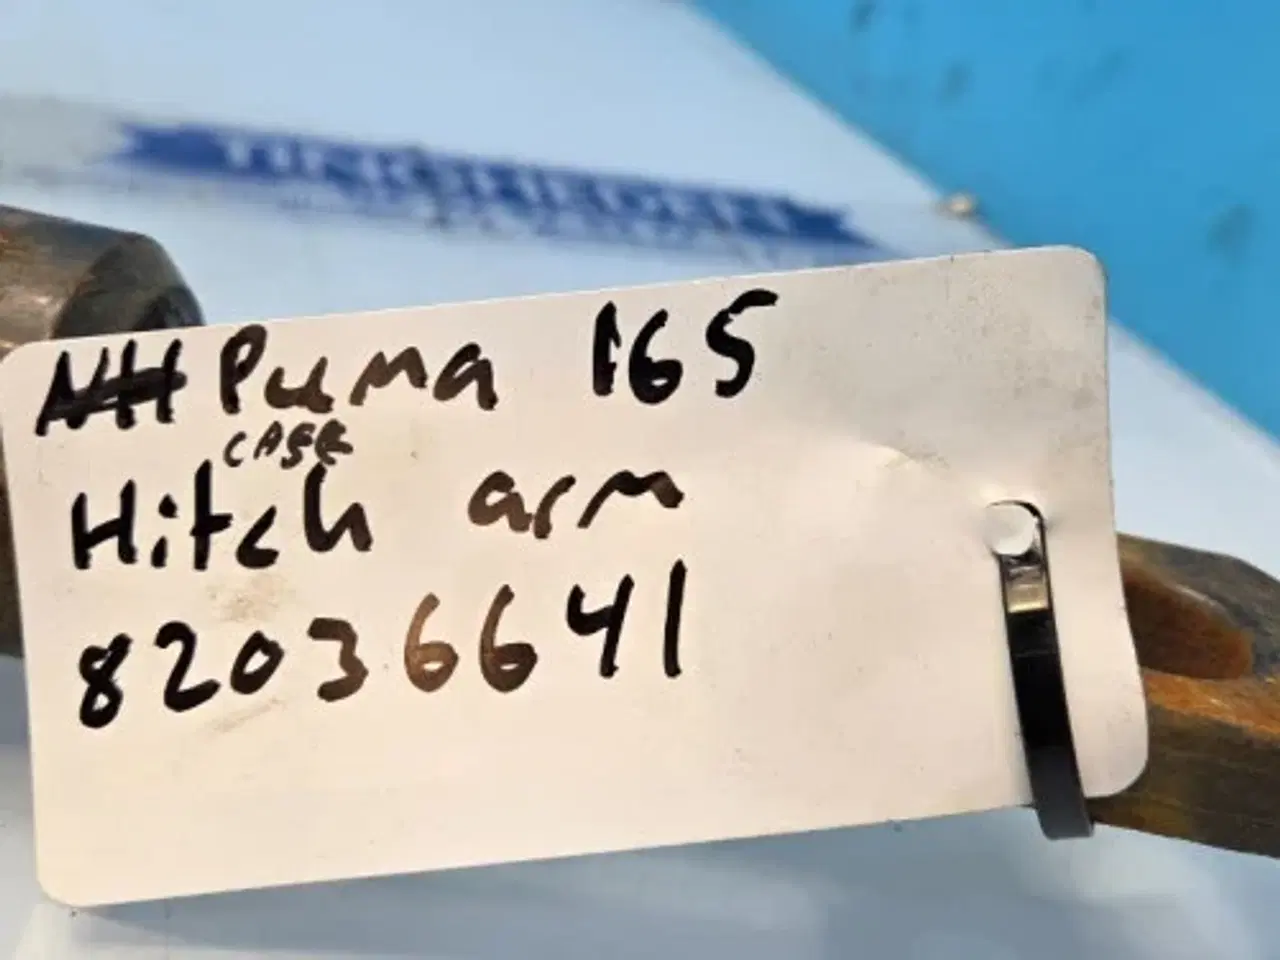 NH Puma 165
CASE
Hitch arm
82036641